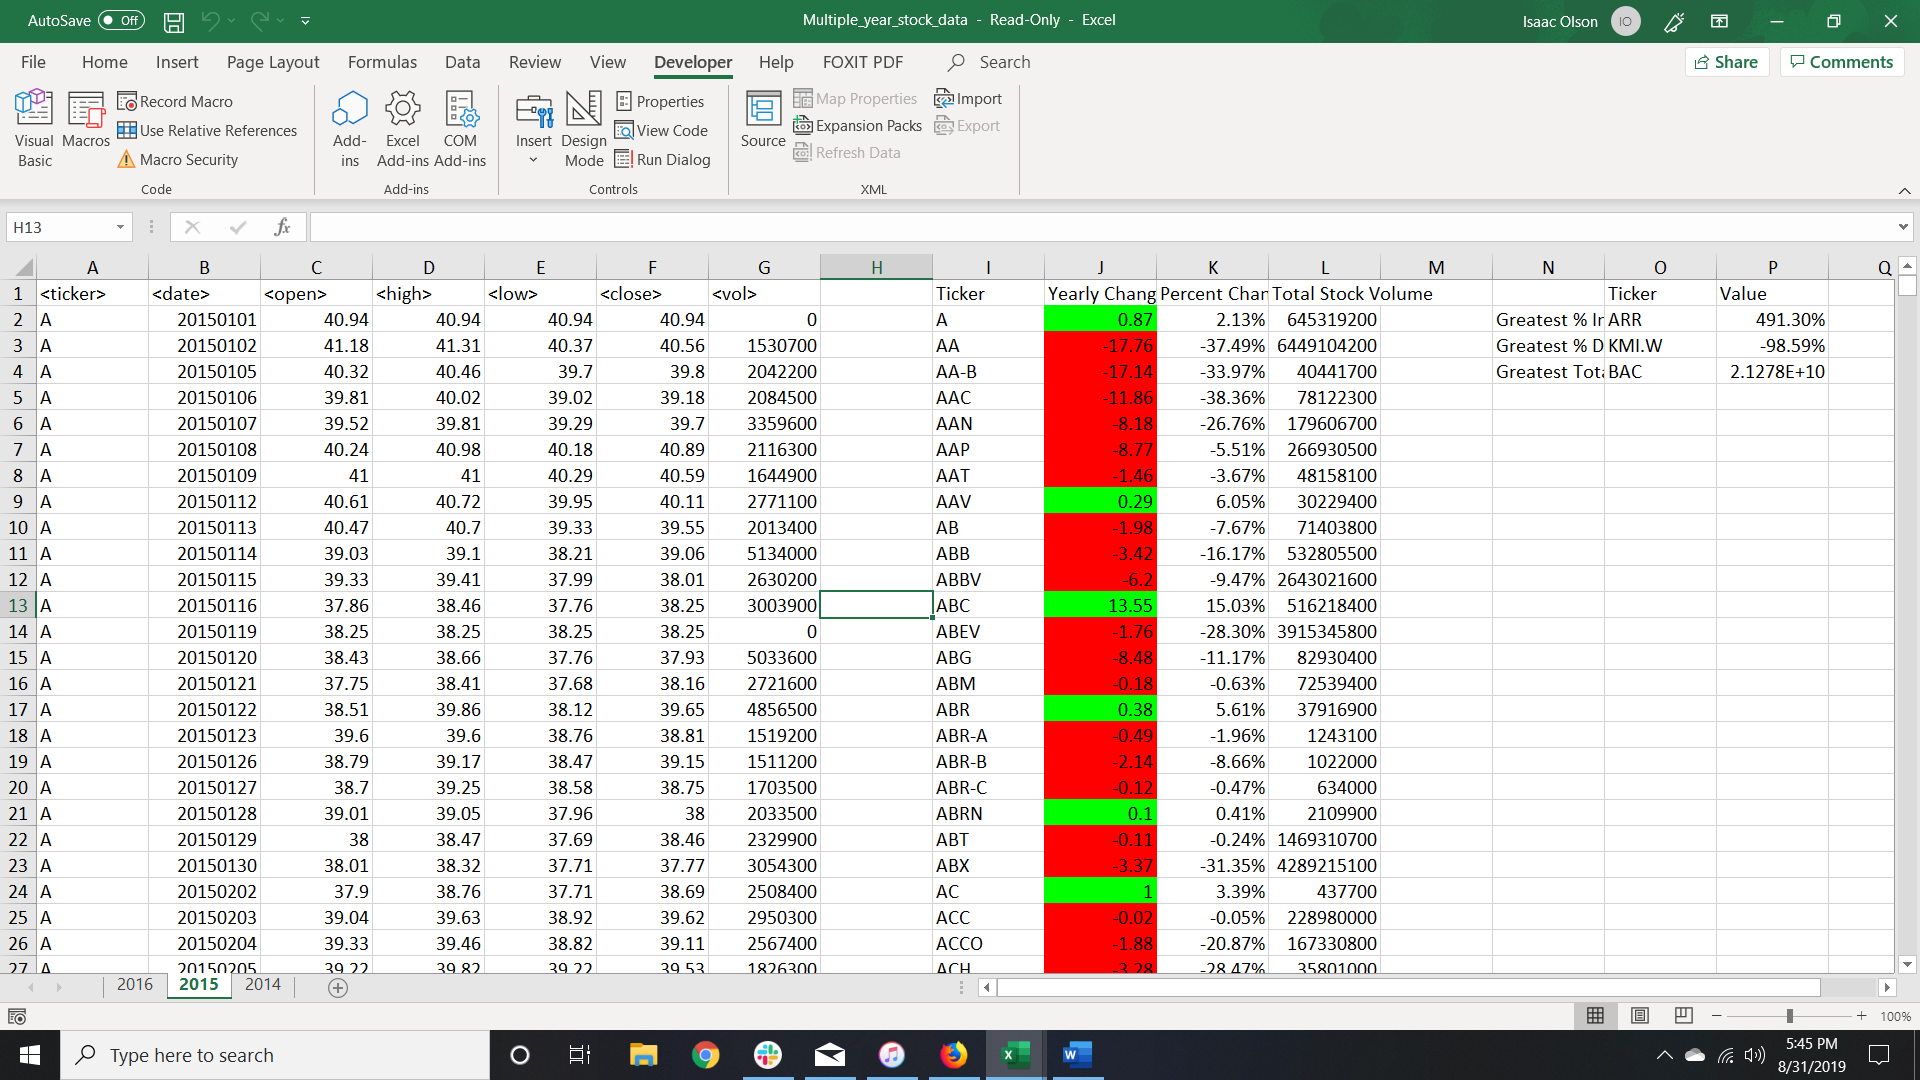 AutoSave Off Multiple_year_stock_data - Read-Only - Excel Isaac Olson IO
File Home Insert Page Layout Formulas Data Review View Developer Help FOXIT PDF Search Share Comments
Visual Basic
Macros
Record Macro
Use Relative References
Macro Security
Code
Add-ins
Excel Add-ins
COM Add-ins
Add-ins
Insert
Design Mode
Properties
View Code
Run Dialog
Controls
Source
Map Properties
Expansion Packs
Refresh Data
Import
Export
XML
H13 fx
A B C D E F G H I J K L M N O P Q
1 <ticker> <date> <open> <high> <low> <close> <vol> Ticker Yearly Chang Percent Chan Total Stock Volume Ticker Value
2 A 20150101 40.94 40.94 40.94 40.94 0 A 0.87 2.13% 645319200 Greatest % In ARR 491.30%
3 A 20150102 41.18 41.31 40.37 40.56 1530700 AA -17.76 -37.49% 6449104200 Greatest % D KMI.W -98.59%
4 A 20150105 40.32 40.46 39.7 39.8 2042200 AA-B -17.14 -33.97% 40441700 Greatest Tota BAC 2.1278E+10
5 A 20150106 39.81 40.02 39.02 39.18 2084500 AAC -11.86 -38.36% 78122300
6 A 20150107 39.52 39.81 39.29 39.7 3359600 AAN -8.18 -26.76% 179606700
7 A 20150108 40.24 40.98 40.18 40.89 2116300 AAP -8.77 -5.51% 266930500
8 A 20150109 41 41 40.29 40.59 1644900 AAT -1.46 -3.67% 48158100
9 A 20150112 40.61 40.72 39.95 40.11 2771100 AAV 0.29 6.05% 30229400
10 A 20150113 40.47 40.7 39.33 39.55 2013400 AB -1.98 -7.67% 71403800
11 A 20150114 39.03 39.1 38.21 39.06 5134000 ABB -3.42 -16.17% 532805500
12 A 20150115 39.33 39.41 37.99 38.01 2630200 ABBV -6.2 -9.47% 2643021600
13 A 20150116 37.86 38.46 37.76 38.25 3003900 ABC 13.55 15.03% 516218400
14 A 20150119 38.25 38.25 38.25 38.25 0 ABEV -1.76 -28.30% 3915345800
15 A 20150120 38.43 38.66 37.76 37.93 5033600 ABG -8.48 -11.17% 82930400
16 A 20150121 37.75 38.41 37.68 38.16 2721600 ABM -0.18 -0.63% 72539400
17 A 20150122 38.51 39.86 38.12 39.65 4856500 ABR 0.38 5.61% 37916900
18 A 20150123 39.6 39.6 38.76 38.81 1519200 ABR-A -0.49 -1.96% 1243100
19 A 20150126 38.79 39.17 38.47 39.15 1511200 ABR-B -2.14 -8.66% 1022000
20 A 20150127 38.7 39.25 38.58 38.75 1703500 ABR-C -0.12 -0.47% 634000
21 A 20150128 39.01 39.05 37.96 38 2033500 ABRN 0.1 0.41% 2109900
22 A 20150129 38 38.47 37.69 38.46 2329900 ABT -0.11 -0.24% 1469310700
23 A 20150130 38.01 38.32 37.71 37.77 3054300 ABX -3.37 -31.35% 4289215100
24 A 20150202 37.9 38.76 37.71 38.69 2508400 AC 1 3.39% 437700
25 A 20150203 39.04 39.63 38.92 39.62 2950300 ACC -0.02 -0.05% 228980000
26 A 20150204 39.33 39.46 38.82 39.11 2567400 ACCO -1.88 -20.87% 167330800
27 A 20150205 39.22 39.82 39.22 39.53 1826300 ACH -3.28 -28.47% 35801000
2016 2015 2014
100%
Type here to search
5:45 PM
8/31/2019